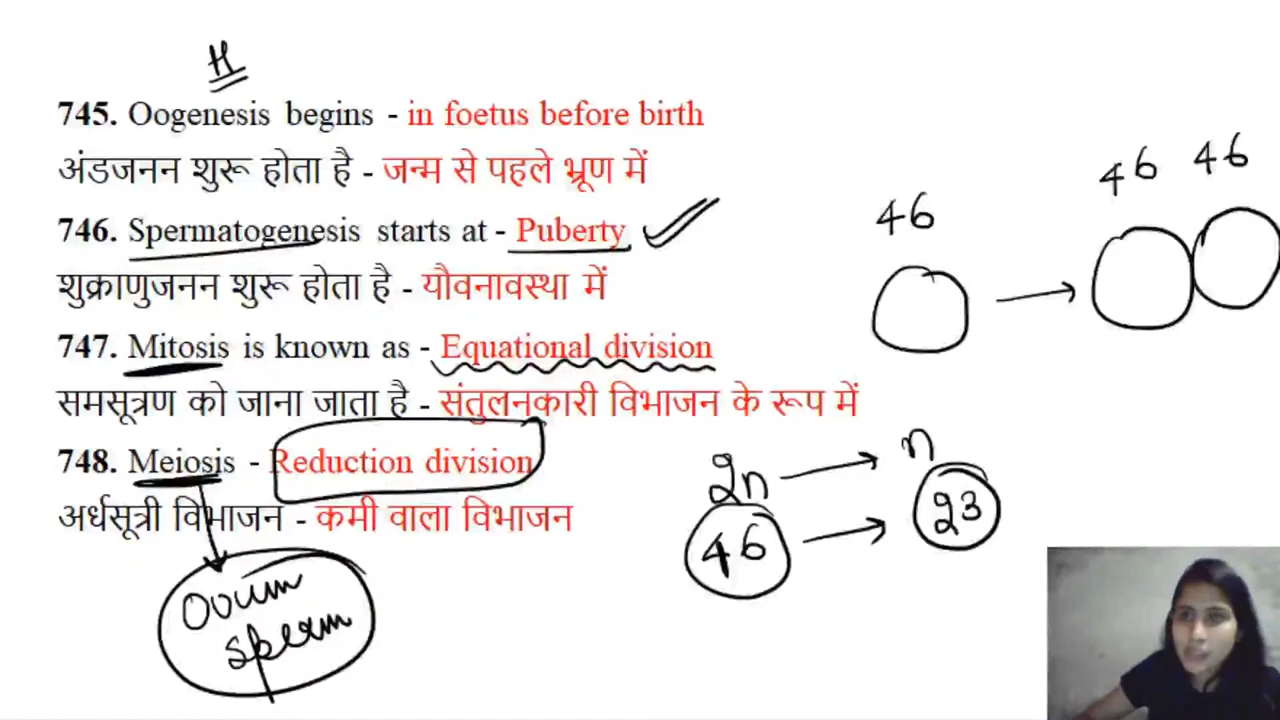 H
745. Oogenesis begins - in foetus before birth
अंडजनन शुरू होता है - जन्म से पहले भ्रूण में
746. Spermatogenesis starts at - Puberty
शुक्राणुजनन शुरू होता है - यौवनावस्था में
747. Mitosis is known as - Equational division
समसूत्रण को जाना जाता है - संतुलनकारी विभाजन के रूप में
748. Meiosis - Reduction division
अर्धसूत्री विभाजन - कमी वाला विभाजन
Ovum
sperm
46
46 46
2n n
46 23